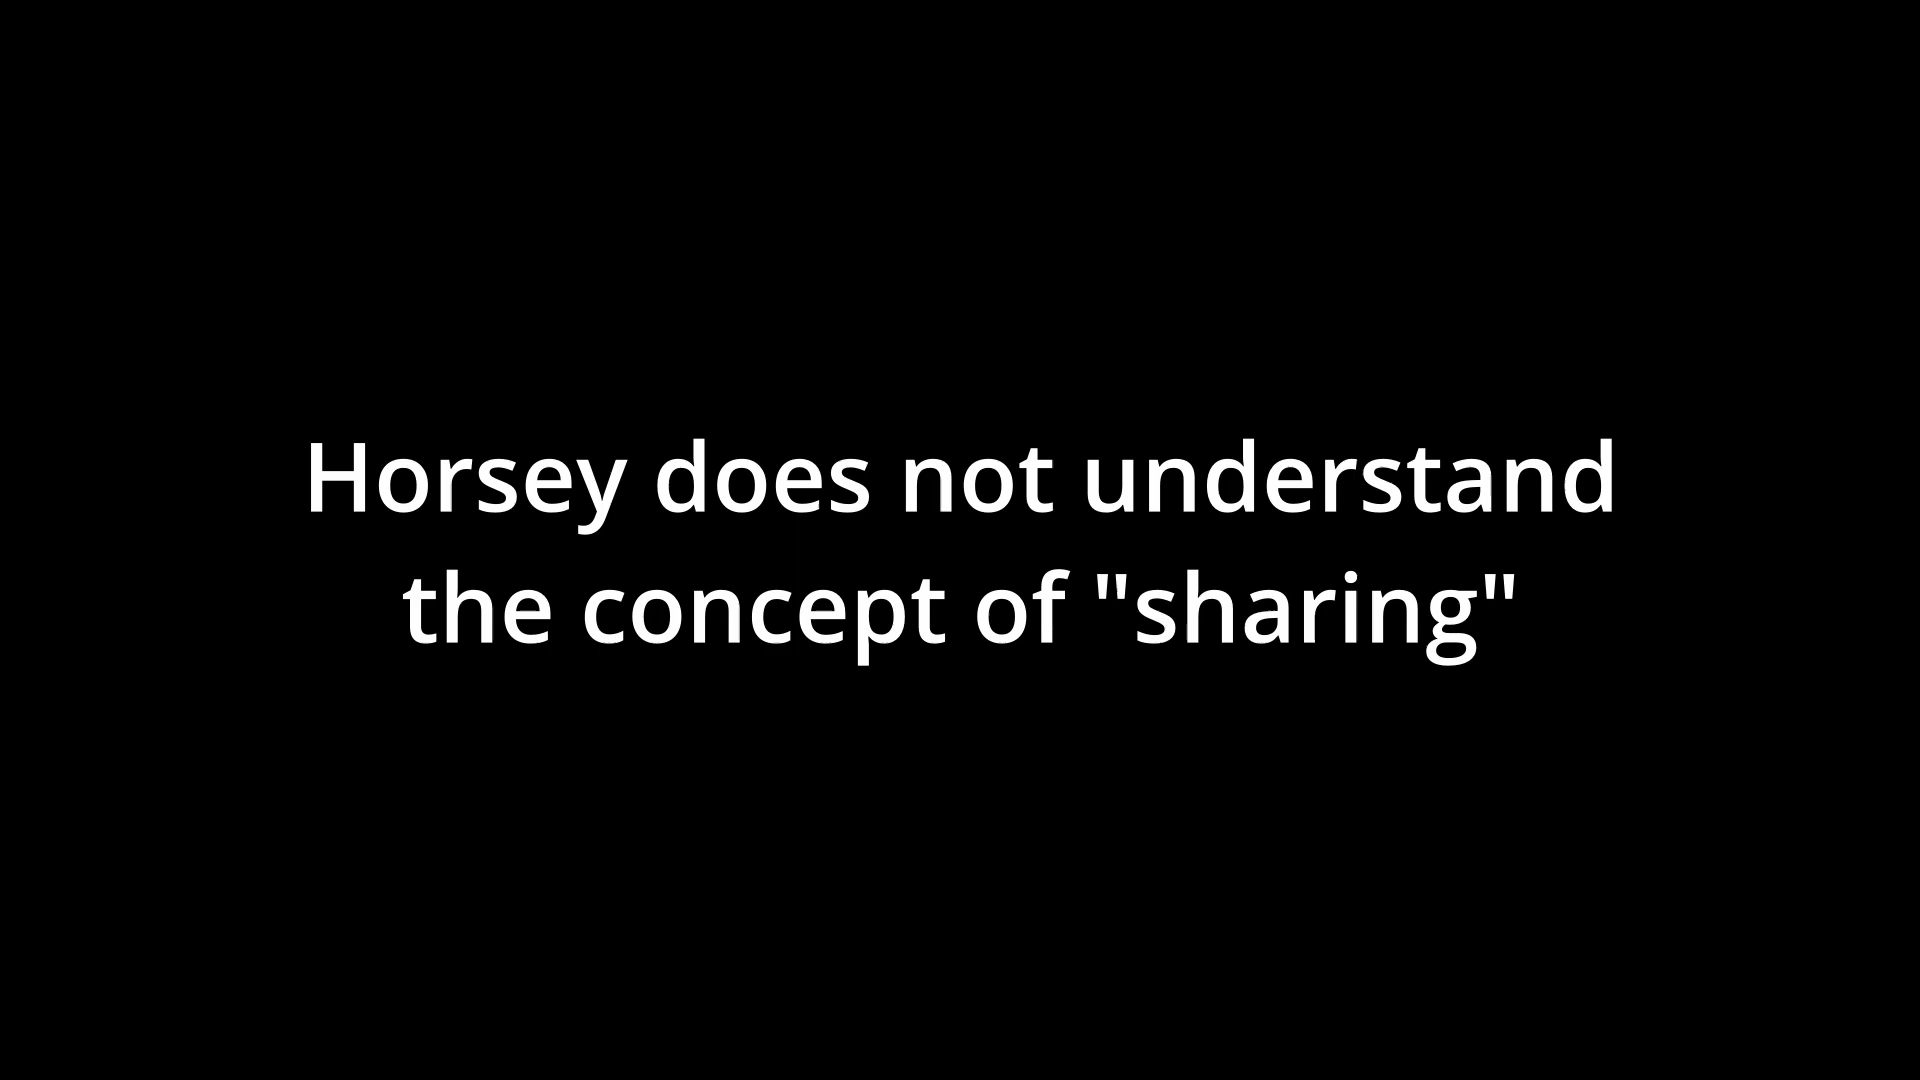 Horsey does not understand
the concept of "sharing"